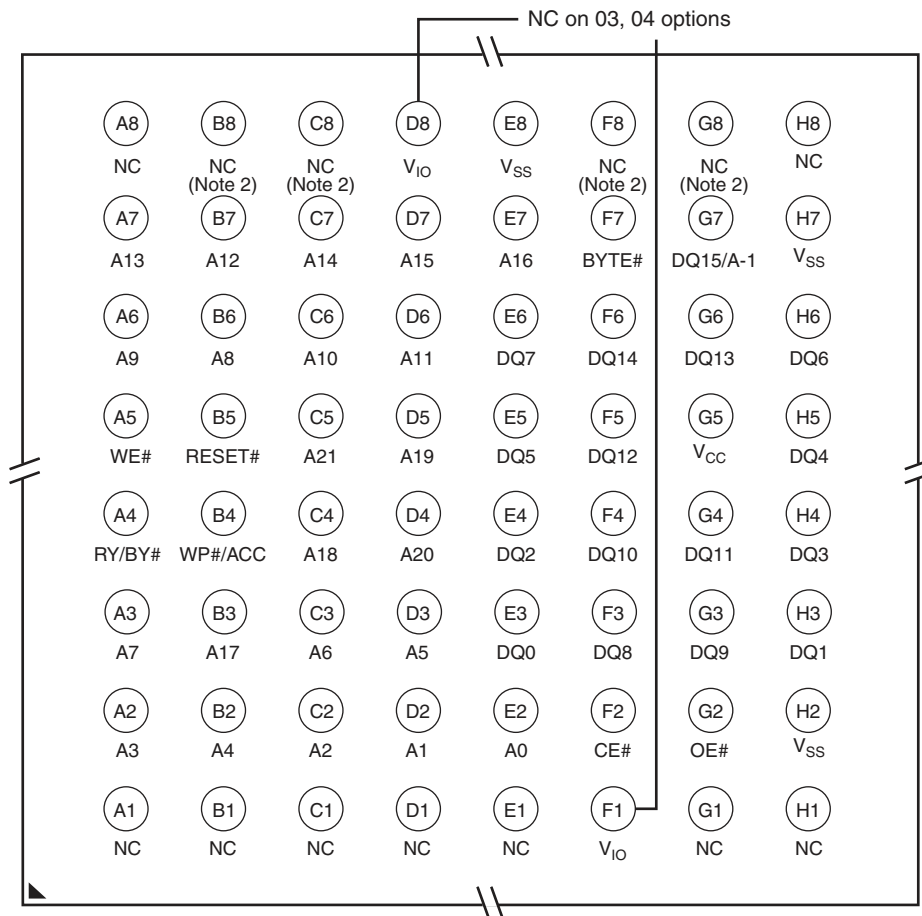 NC on 03, 04 options
A8 B8 C8 D8 E8 F8 G8 H8
NC NC NC VIO VSS NC NC NC
(Note 2) (Note 2) (Note 2) (Note 2)
A7 B7 C7 D7 E7 F7 G7 H7
A13 A12 A14 A15 A16 BYTE# DQ15/A-1 VSS
A6 B6 C6 D6 E6 F6 G6 H6
A9 A8 A10 A11 DQ7 DQ14 DQ13 DQ6
A5 B5 C5 D5 E5 F5 G5 H5
WE# RESET# A21 A19 DQ5 DQ12 VCC DQ4
A4 B4 C4 D4 E4 F4 G4 H4
RY/BY# WP#/ACC A18 A20 DQ2 DQ10 DQ11 DQ3
A3 B3 C3 D3 E3 F3 G3 H3
A7 A17 A6 A5 DQ0 DQ8 DQ9 DQ1
A2 B2 C2 D2 E2 F2 G2 H2
A3 A4 A2 A1 A0 CE# OE# VSS
A1 B1 C1 D1 E1 F1 G1 H1
NC NC NC NC NC VIO NC NC